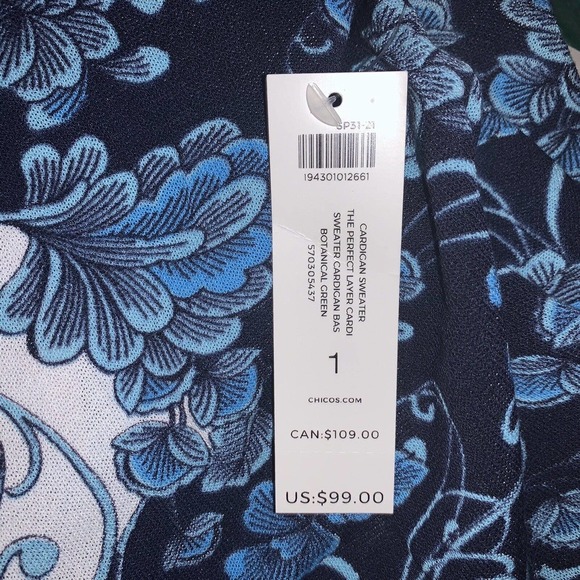 SP31-21
194301012661
CARDIGAN SWEATER
THE PERFECT LAYER CARDI
SWEATER CARDIGAN BAS
BOTANICAL GREEN
570305437
1
CHICOS.COM
CAN:$109.00
US:$99.00